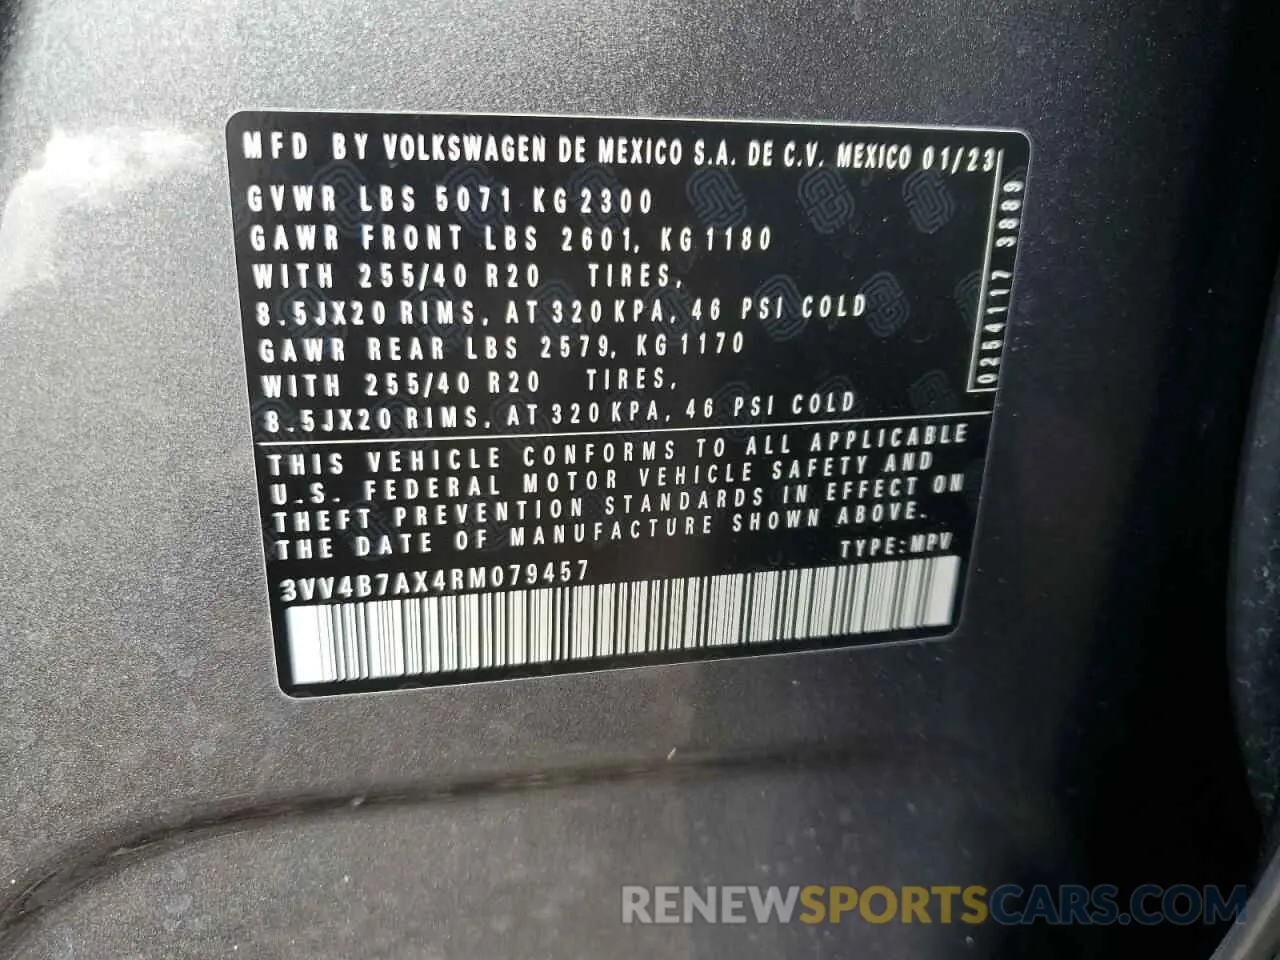 MFD BY VOLKSWAGEN DE MEXICO S.A. DE C.V. MEXICO 01/23
GVWR LBS 5071 KG 2300
GAWR FRONT LBS 2601, KG 1180
WITH 255/40 R20 TIRES,
8.5JX20 RIMS, AT 320 KPA, 46 PSI COLD
GAWR REAR LBS 2579, KG 1170
WITH 255/40 R20 TIRES,
8.5JX20 RIMS, AT 320 KPA, 46 PSI COLD
0254117 3889
THIS VEHICLE CONFORMS TO ALL APPLICABLE
U.S. FEDERAL MOTOR VEHICLE SAFETY AND
THEFT PREVENTION STANDARDS IN EFFECT ON
THE DATE OF MANUFACTURE SHOWN ABOVE.
TYPE:MPV
3VV4B7AX4RM079457
RENEWSPORTSCARS.COM